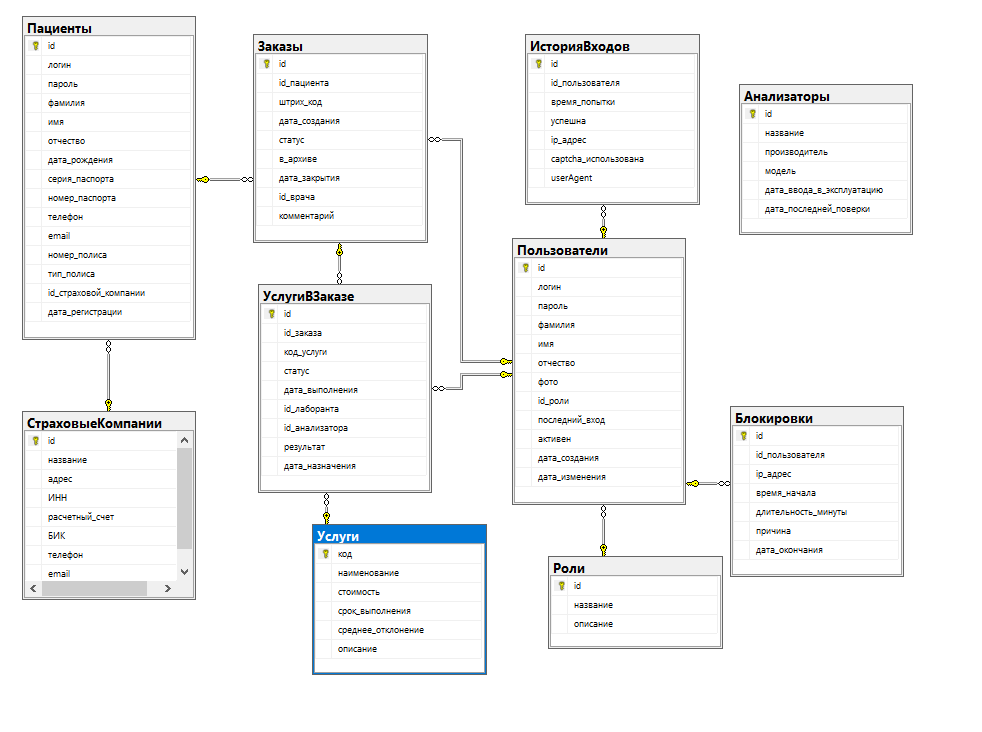 Пациенты
id
логин
пароль
фамилия
имя
отчество
дата_рождения
серия_паспорта
номер_паспорта
телефон
email
номер_полиса
тип_полиса
id_страховой_компании
дата_регистрации
Заказы
id
id_пациента
штрих_код
дата_создания
статус
в_архиве
дата_закрытия
id_врача
комментарий
ИсторияВходов
id
id_пользователя
время_попытки
успешна
ip_адрес
captcha_использована
userAgent
Анализаторы
id
название
производитель
модель
дата_ввода_в_эксплуатацию
дата_последней_поверки
УслугиВЗаказе
id
id_заказа
код_услуги
статус
дата_выполнения
id_лаборанта
id_анализатора
результат
дата_назначения
Пользователи
id
логин
пароль
фамилия
имя
отчество
фото
id_роли
последний_вход
активен
дата_создания
дата_изменения
СтраховыеКомпании
id
название
адрес
ИНН
расчетный_счет
БИК
телефон
email
Блокировки
id
id_пользователя
ip_адрес
время_начала
длительность_минуты
причина
дата_окончания
Услуги
код
наименование
стоимость
срок_выполнения
среднее_отклонение
описание
Роли
id
название
описание